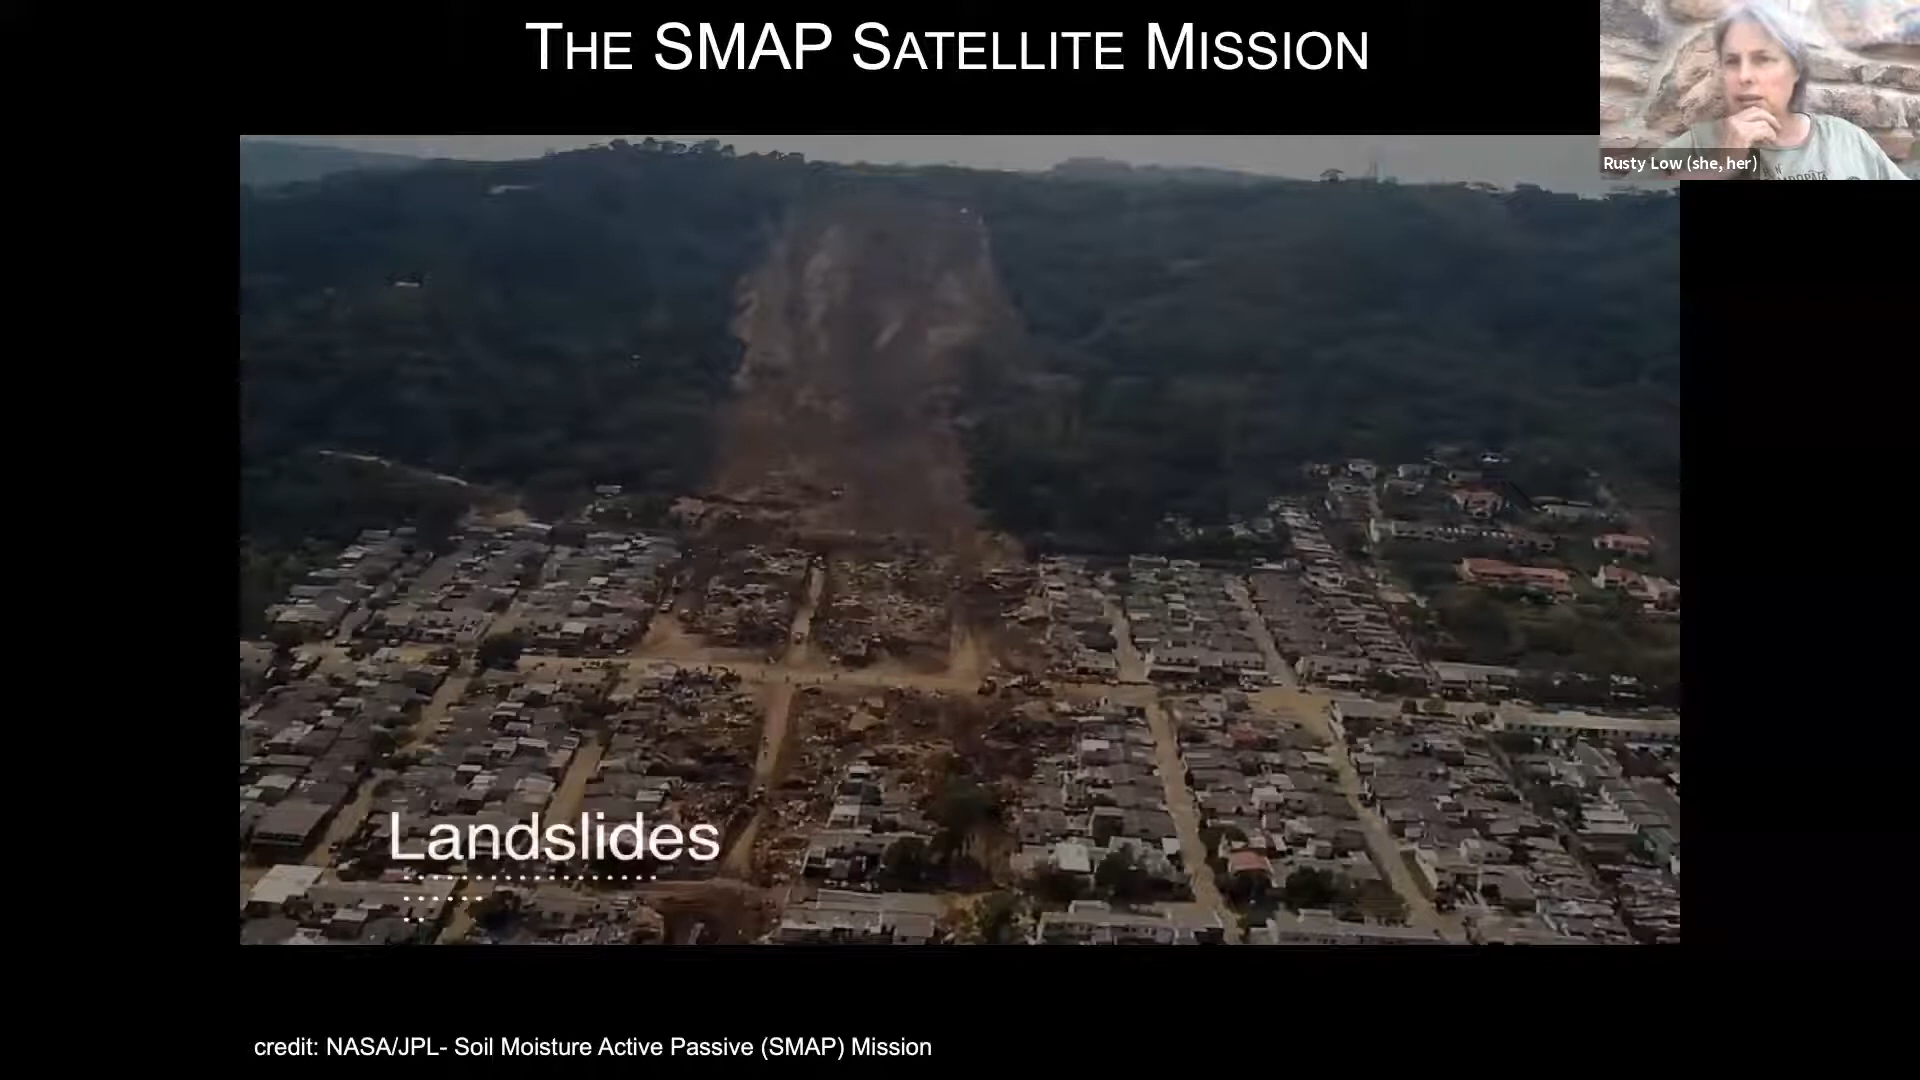 THE SMAP SATELLITE MISSION
Rusty Low (she, her)
Landslides
credit: NASA/JPL- Soil Moisture Active Passive (SMAP) Mission